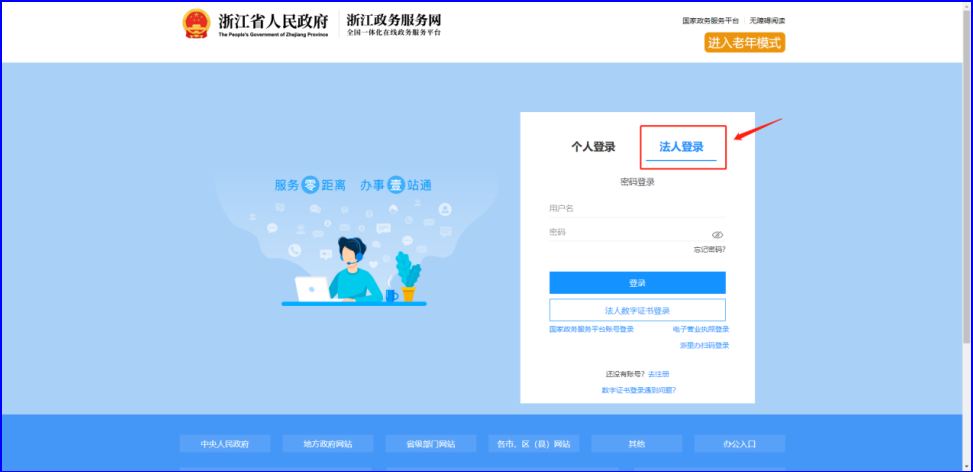 浙江省人民政府
The People's Government of Zhejiang Province
浙江政务服务网
全国一体化在线政务服务平台
国家政务服务平台 无障碍阅读
进入老年模式
服务零距离 办事壹站通
个人登录 法人登录
密码登录
用户名
密码
忘记密码?
登录
法人数字证书登录
国家政务服务平台账号登录 电子营业执照登录
浙里办扫码登录
还没有账号? 去注册
数字证书登录遇到问题?
中央人民政府 地方政府网站 省级部门网站 各市、区(县)网站 其他 办公入口